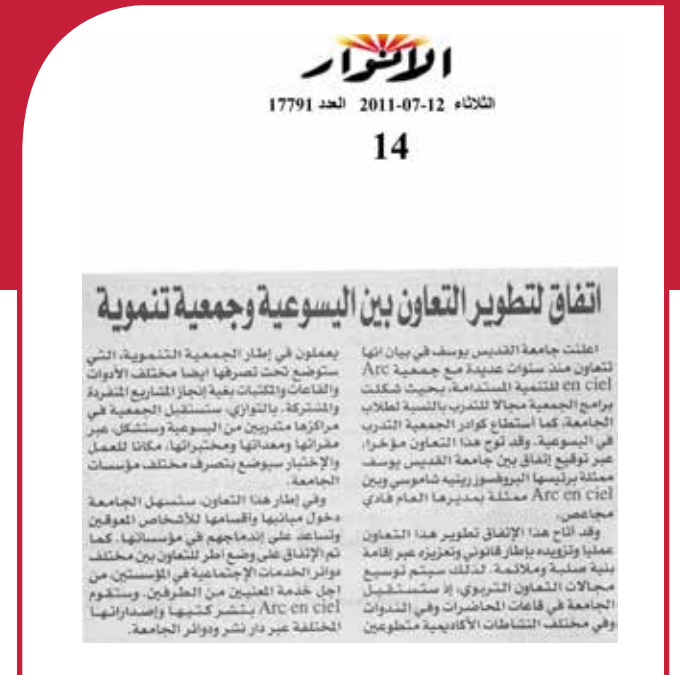 الأنوار
الثلاثاء 12-07-2011 العدد 17791
14
اتفاق لتطوير التعاون بين اليسوعية وجمعية تنموية
اعلنت جامعة القديس يوسف في بيان انها
تتعاون منذ سنوات عديدة مع جمعية Arc
en ciel للتنمية المستدامة، بحيث شكلت
برامج الجمعية مجالا للتدرب بالنسبة لطلاب
الجامعة، كما استطاع كوادر الجمعية التدرب
في اليسوعية. وقد توج هذا التعاون مؤخرا،
عبر توقيع إتفاق بين جامعة القديس يوسف
ممثلة برئيسها البروفسور رينيه شاموسي وبين
Arc en ciel ممثلة بمديرها العام فادي
مجاعص.
وقد اتاح هذا الإتفاق تطوير هذا التعاون
عمليا وتزويده بإطار قانوني وتعزيزه عبر إقامة
بنية صلبة وملائمة. لذلك سيتم توسيع
مجالات التعاون التربوي، إذ ستستقبل
الجامعة في قاعات المحاضرات وفي الندوات
وفي مختلف النشاطات الأكاديمية متطوعين
يعملون في إطار الجمعية التنموية، التي
ستوضع تحت تصرفها ايضا مختلف الأدوات
والقاعات والمكتبات بغية إنجاز المشاريع المتفردة
والمشتركة. بالتوازي، ستستقبل الجمعية في
مراكزها متدربين من اليسوعية وستشكل، عبر
مقراتها ومعداتها ومختبراتها، مكانا للعمل
والإختبار سيوضع بتصرف مختلف مؤسسات
الجامعة.
وفي إطار هذا التعاون، ستسهل الجامعة
دخول مبانيها وأقسامها للأشخاص المعوقين
وتساعد على إندماجهم في مؤسساتها. كما
تم الإتفاق على وضع اطر للتعاون بين مختلف
دوائر الخدمات الإجتماعية في المؤسستين، من
اجل خدمة المعنيين من الطرفين. وستقوم
Arc en ciel بنشر كتبها وإصداراتها
المختلفة عبر دار نشر ودوائر الجامعة.